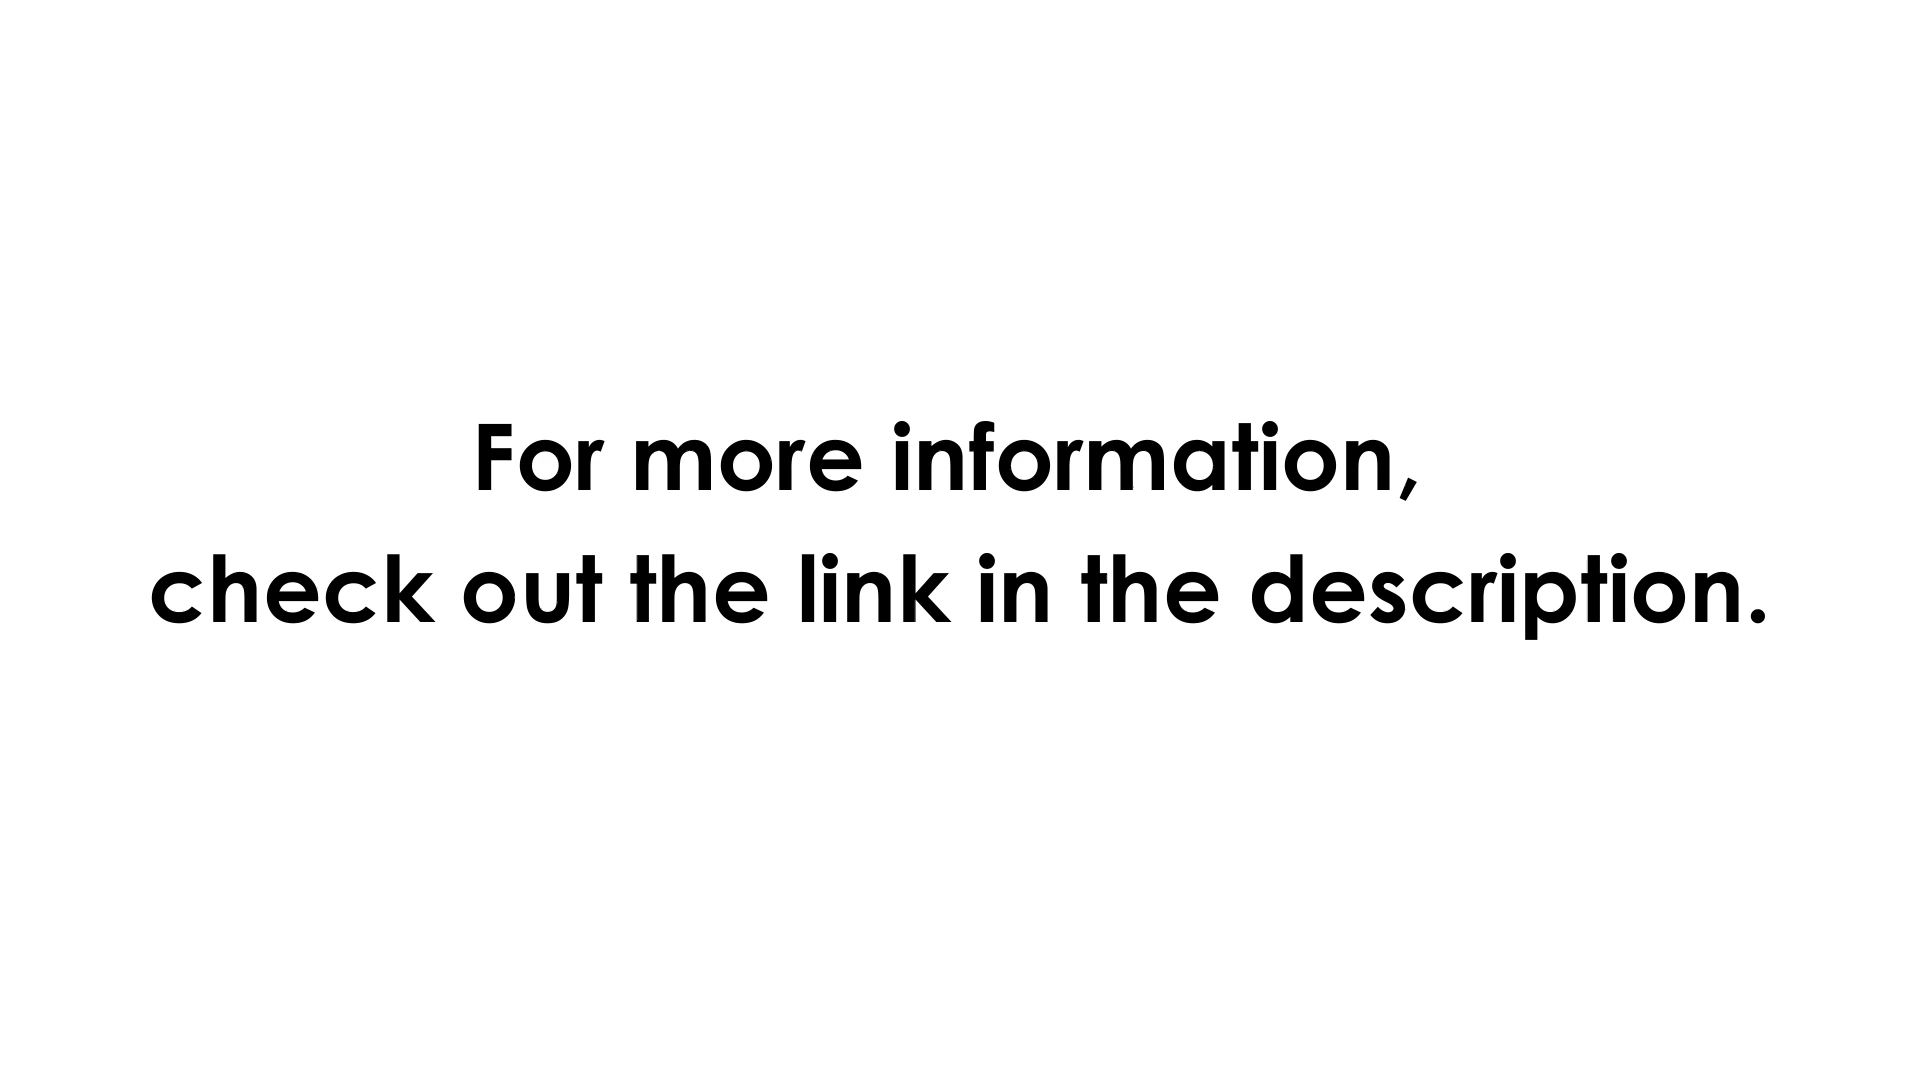 For more information,
check out the link in the description.